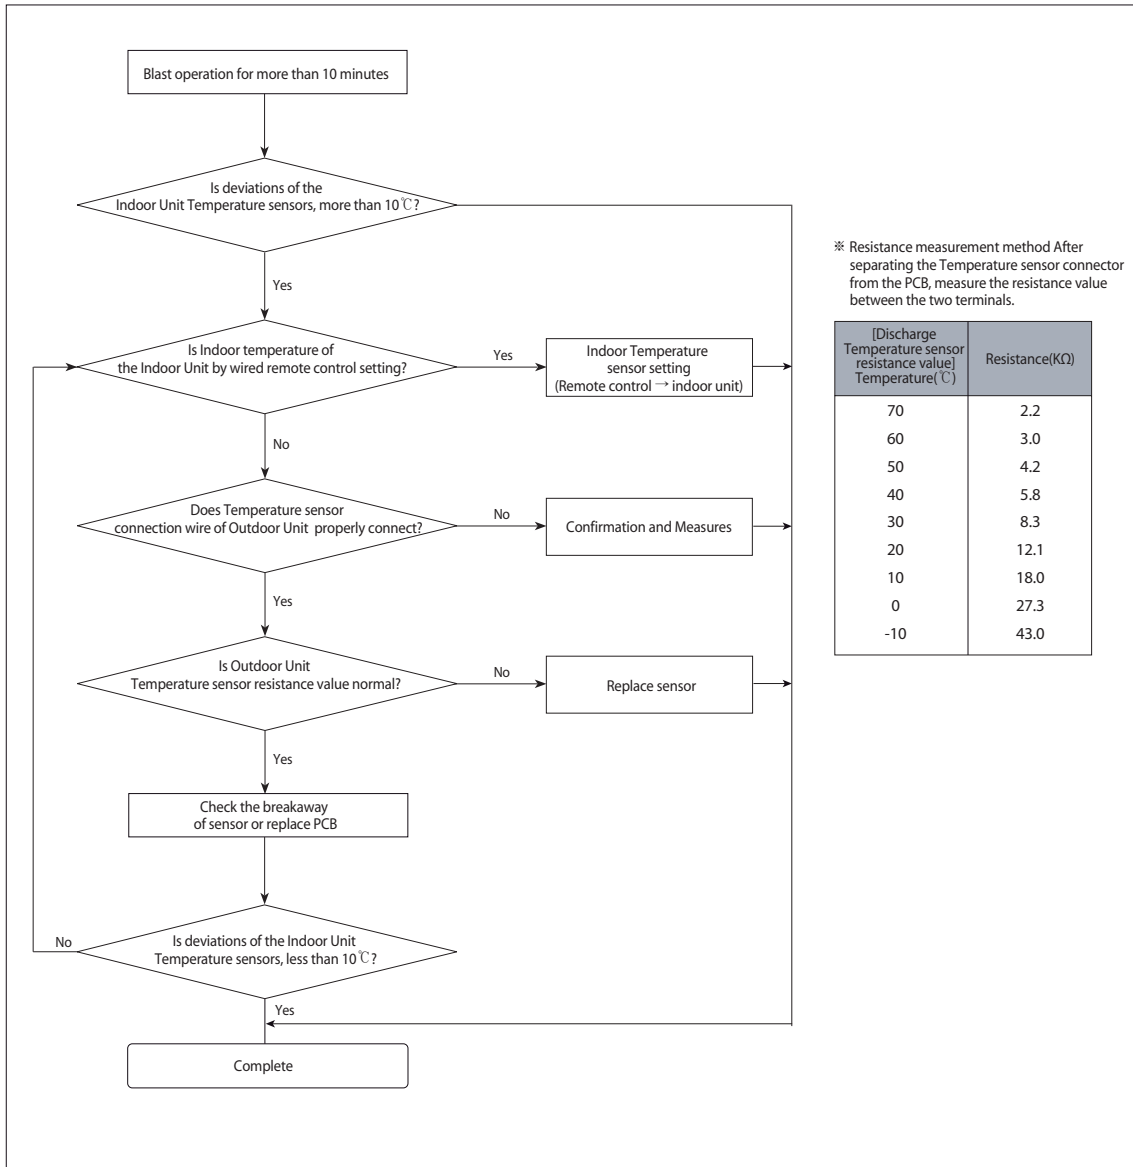 Blast operation for more than 10 minutes
Is deviations of the
Indoor Unit Temperature sensors, more than 10℃?
Yes
Is Indoor temperature of
the Indoor Unit by wired remote control setting?
Yes
Indoor Temperature
sensor setting
(Remote control → indoor unit)
No
Does Temperature sensor
connection wire of Outdoor Unit properly connect?
No
Confirmation and Measures
Yes
Is Outdoor Unit
Temperature sensor resistance value normal?
No
Replace sensor
Yes
Check the breakaway
of sensor or replace PCB
No
Is deviations of the Indoor Unit
Temperature sensors, less than 10℃?
Yes
Complete
※ Resistance measurement method After
separating the Temperature sensor connector
from the PCB, measure the resistance value
between the two terminals.
[Discharge
Temperature sensor
resistance value]
Temperature(℃)
Resistance(KΩ)
70 2.2
60 3.0
50 4.2
40 5.8
30 8.3
20 12.1
10 18.0
0 27.3
-10 43.0